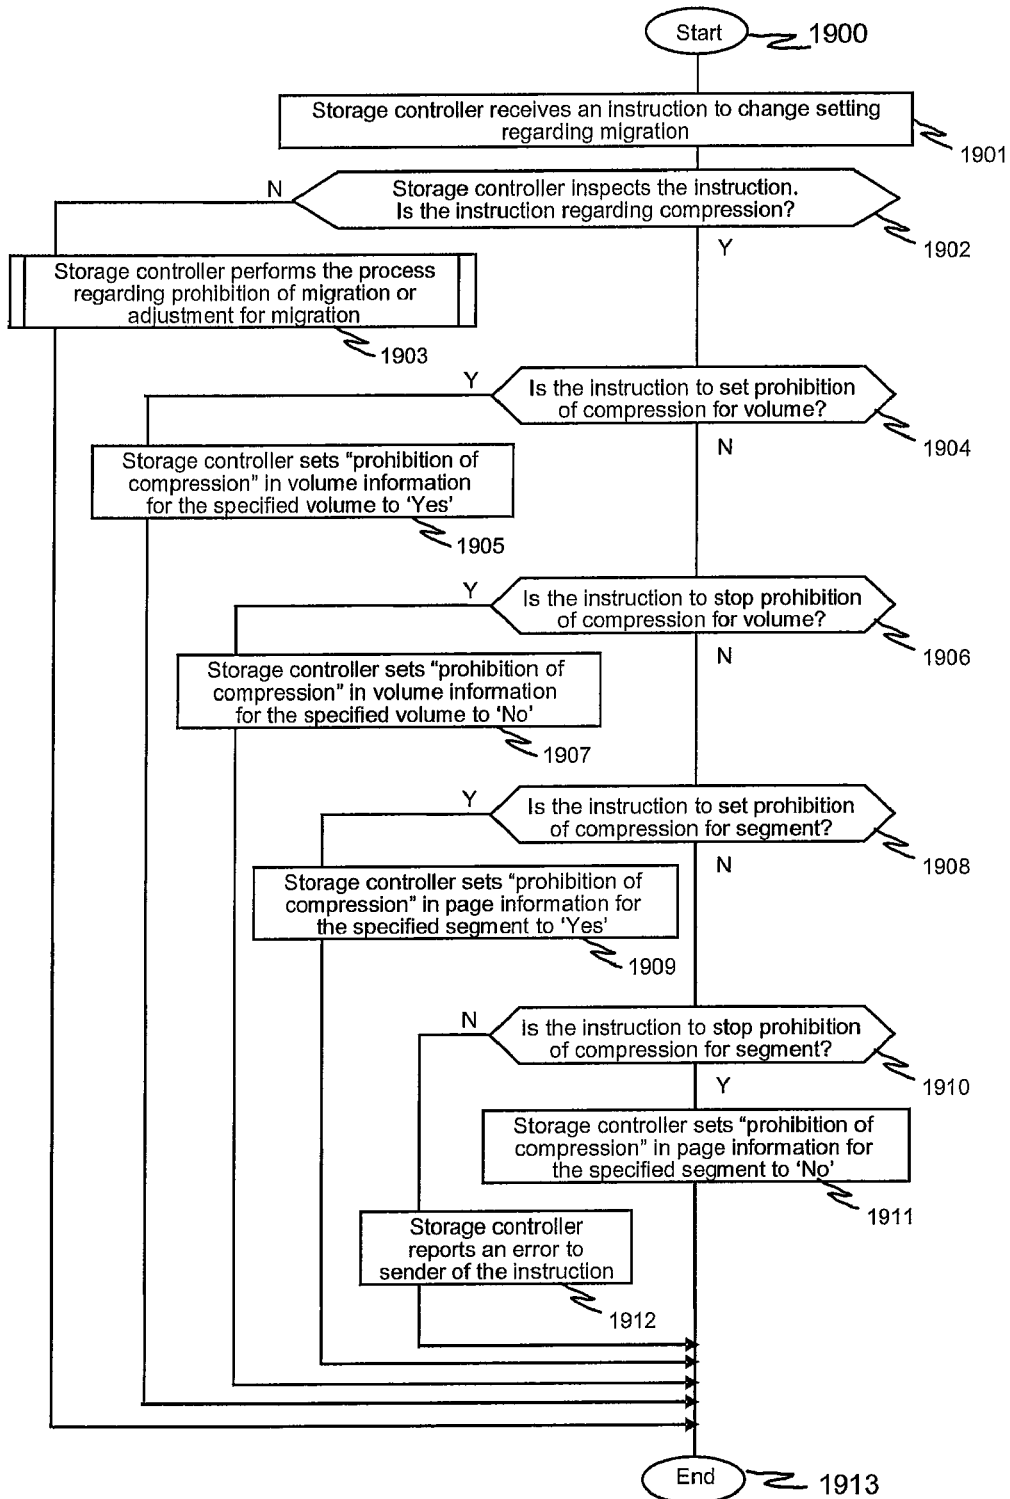 Start
1900
Storage controller receives an instruction to change setting
regarding migration
1901
N
Storage controller inspects the instruction.
Is the instruction regarding compression?
1902
Y
Storage controller performs the process
regarding prohibition of migration or
adjustment for migration
1903
Y
Is the instruction to set prohibition
of compression for volume?
1904
N
Storage controller sets “prohibition of
compression” in volume information
for the specified volume to ‘Yes’
1905
Y
Is the instruction to stop prohibition
of compression for volume?
1906
N
Storage controller sets “prohibition of
compression” in volume information
for the specified volume to ‘No’
1907
Y
Is the instruction to set prohibition
of compression for segment?
1908
N
Storage controller sets “prohibition of
compression” in page information for
the specified segment to ‘Yes’
1909
N
Is the instruction to stop prohibition
of compression for segment?
1910
Y
Storage controller sets “prohibition of
compression” in page information for
the specified segment to ‘No’
1911
Storage controller
reports an error to
sender of the instruction
1912
End
1913